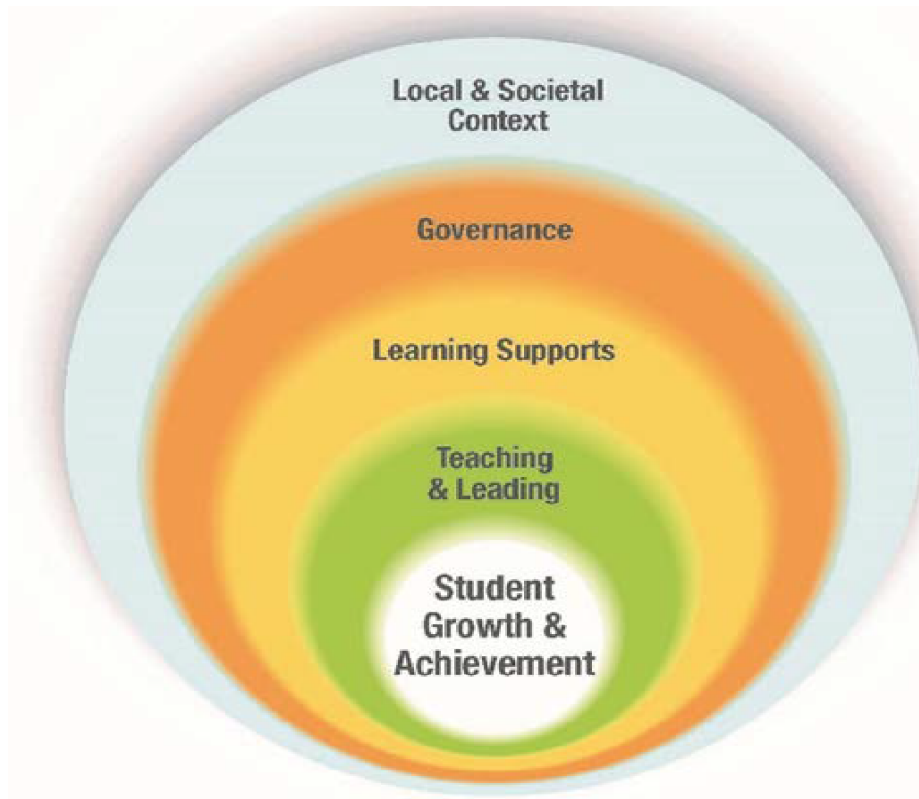 Local & Societal
Context
Governance
Learning Supports
Teaching
& Leading
Student
Growth &
Achievement